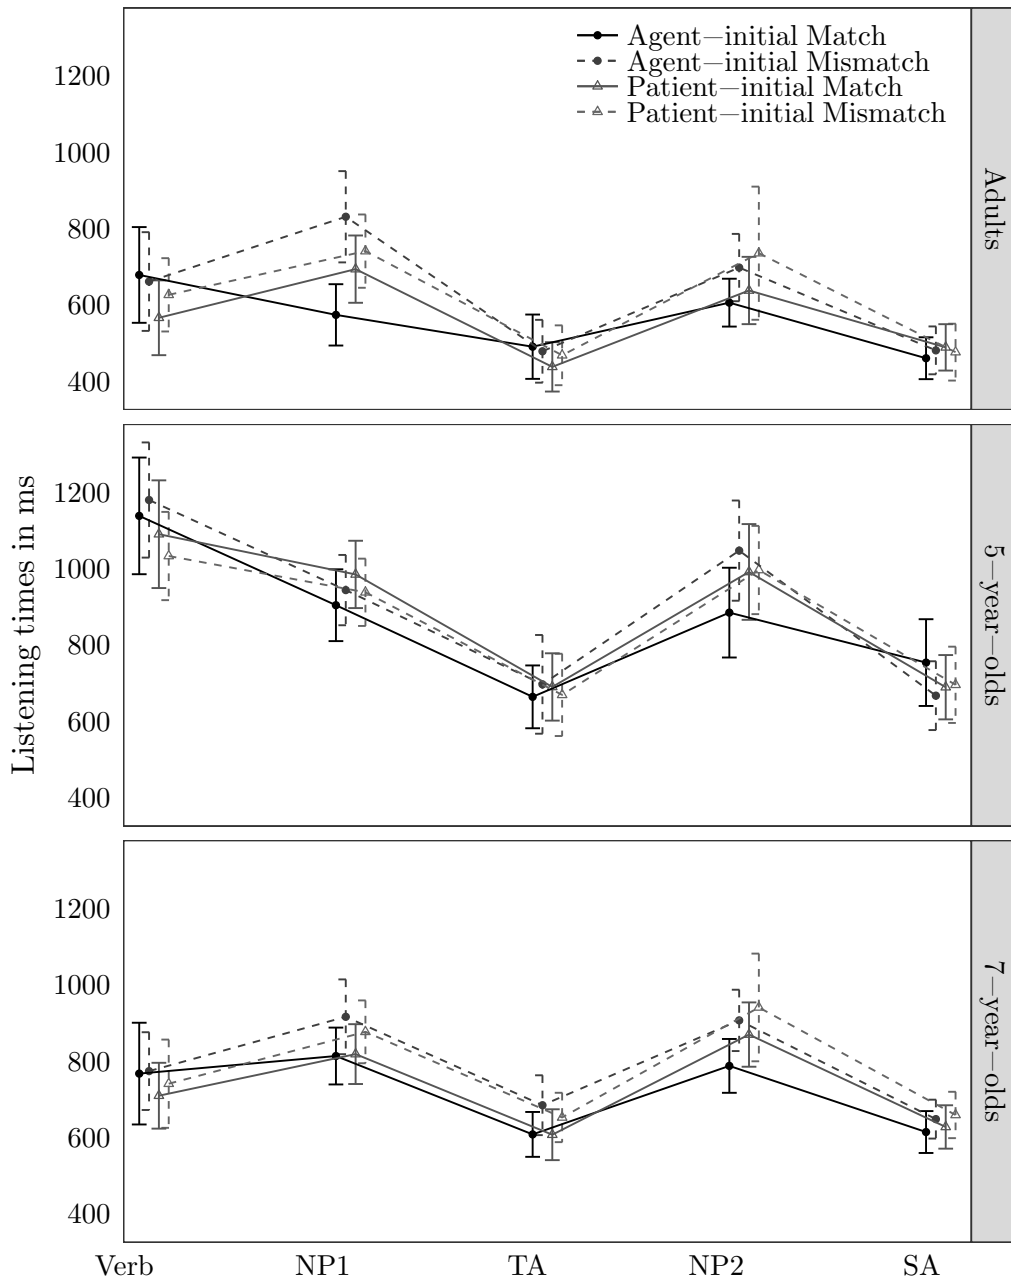 Agent−initial Match
Agent−initial Mismatch
Patient−initial Match
Patient−initial Mismatch
1200
1000
800
600
400
Adults
Listening times in ms
1200
1000
800
600
400
5−year−olds
1200
1000
800
600
400
7−year−olds
Verb NP1 TA NP2 SA